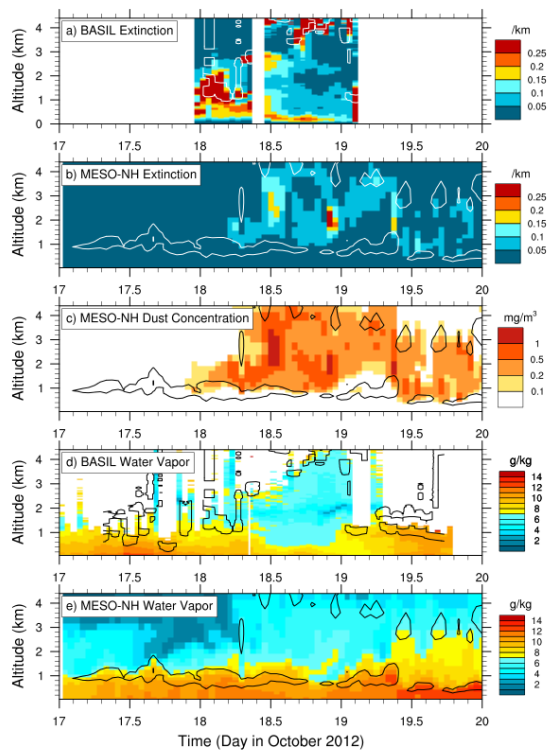 a) BASIL Extinction
Altitude (km)
4
3
2
1
0
/km
0.25
0.2
0.15
0.1
0.05
17 17.5 18 18.5 19 19.5 20
b) MESO-NH Extinction
Altitude (km)
4
3
2
1
0
/km
0.25
0.2
0.15
0.1
0.05
17 17.5 18 18.5 19 19.5 20
c) MESO-NH Dust Concentration
Altitude (km)
4
3
2
1
0
mg/m³
1
0.5
0.2
0.1
17 17.5 18 18.5 19 19.5 20
d) BASIL Water Vapor
Altitude (km)
4
3
2
1
0
g/kg
14
12
10
8
6
4
2
17 17.5 18 18.5 19 19.5 20
e) MESO-NH Water Vapor
Altitude (km)
4
3
2
1
0
g/kg
14
12
10
8
6
4
2
17 17.5 18 18.5 19 19.5 20
Time (Day in October 2012)